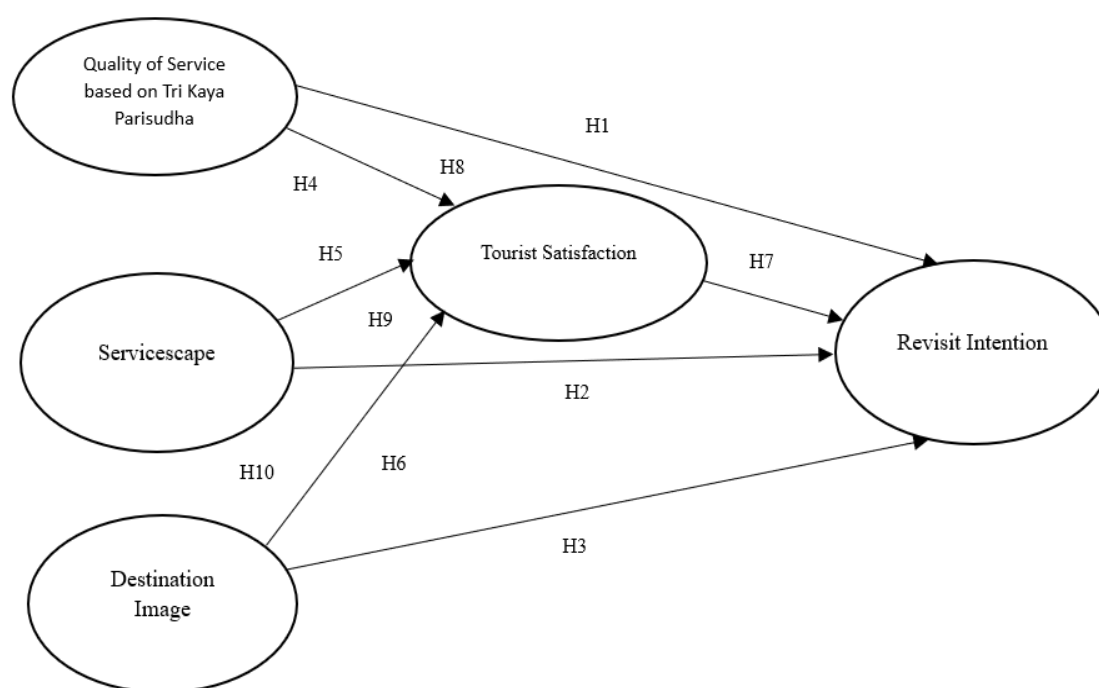 Quality of Service
based on Tri Kaya
Parisudha
H1
H8
H4
Tourist Satisfaction
H5
H7
H9
Servicescape
Revisit Intention
H2
H10
H6
H3
Destination
Image